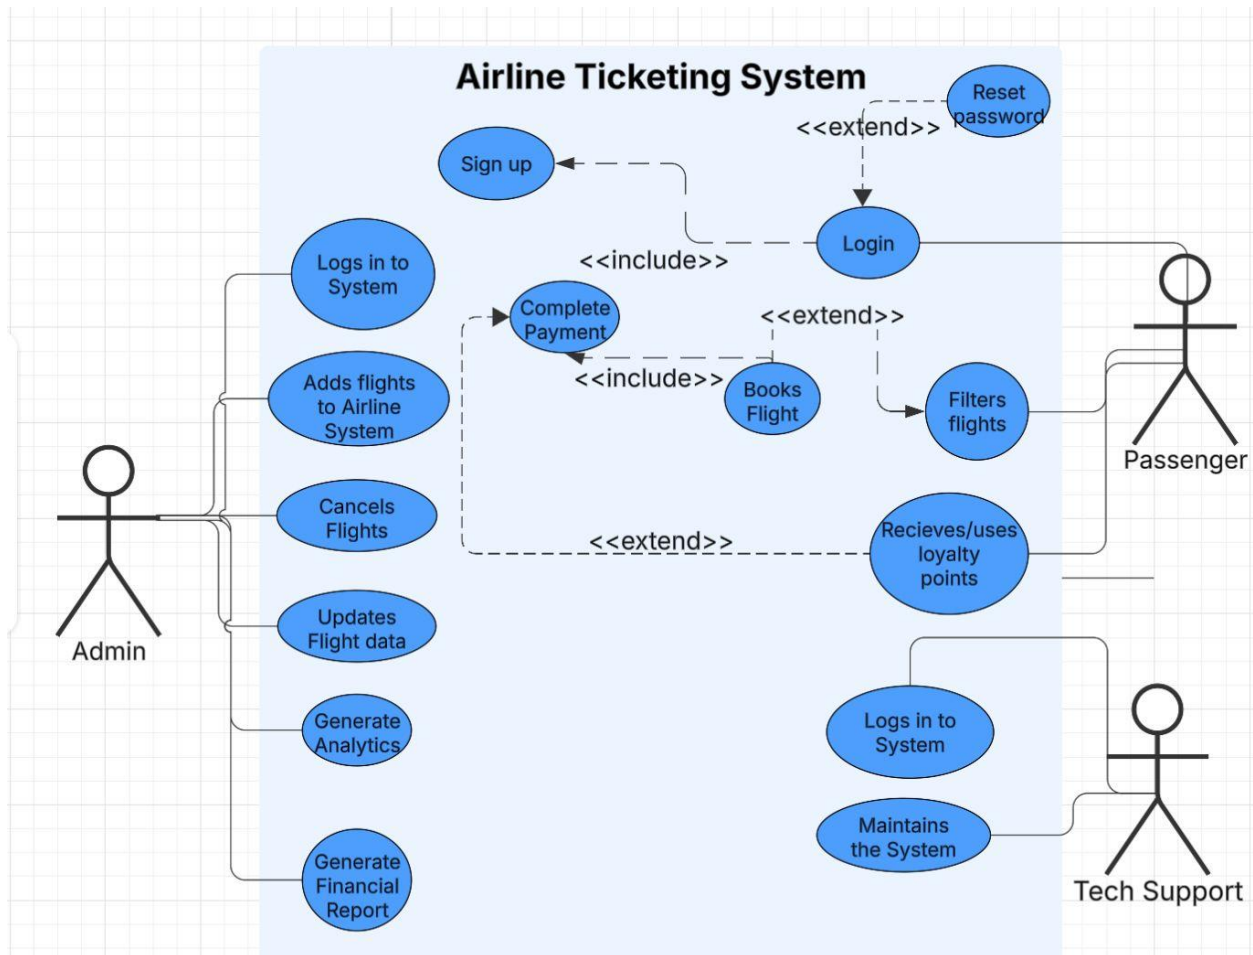 Airline Ticketing System
Reset
password
<<extend>>
Sign up
Login
<<include>>
Logs in to
System
Complete
Payment
<<extend>>
<<include>>
Books
Flight
Filters
flights
Passenger
Adds flights
to Airline
System
Cancels
Flights
<<extend>>
Recieves/uses
loyalty
points
Admin
Updates
Flight data
Generate
Analytics
Logs in to
System
Maintains
the System
Tech Support
Generate
Financial
Report